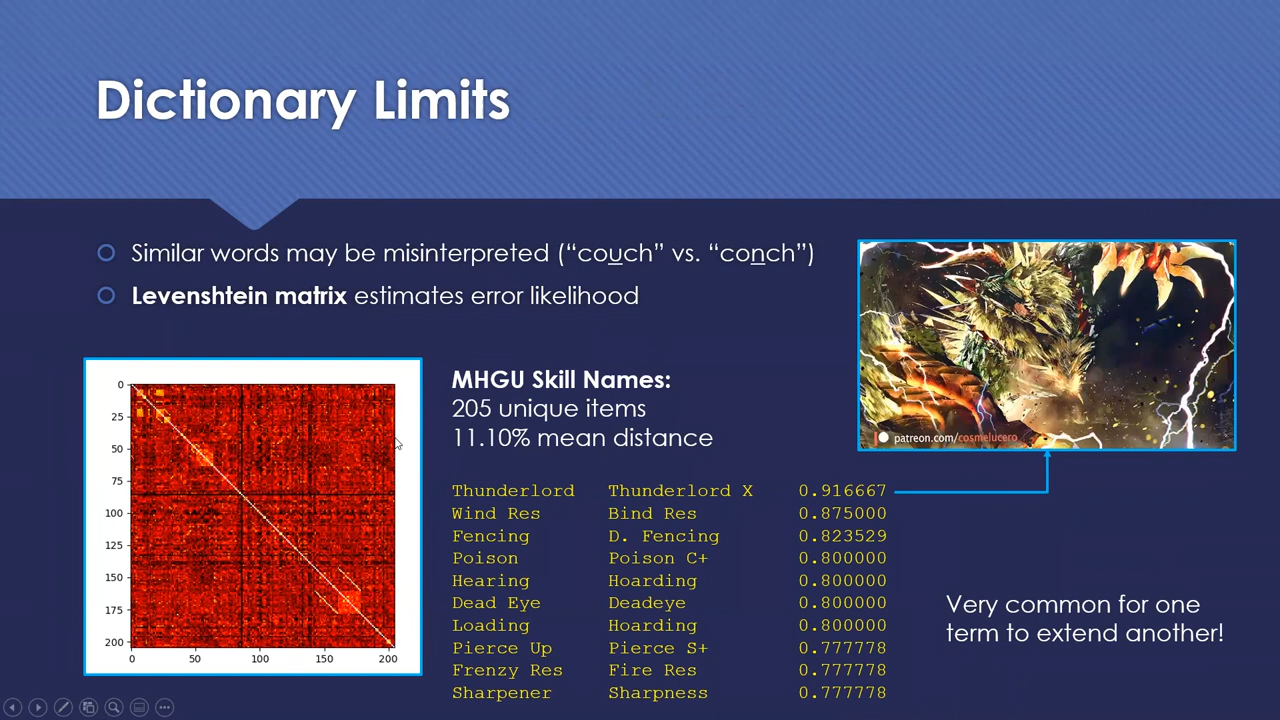 Dictionary Limits
Similar words may be misinterpreted (“couch” vs. “conch”)
Levenshtein matrix estimates error likelihood
0
25
50
75
100
125
150
175
200
0 50 100 150 200
MHGU Skill Names:
205 unique items
11.10% mean distance
patreon.com/cosmelucero
Thunderlord Thunderlord X 0.916667
Wind Res Bind Res 0.875000
Fencing D. Fencing 0.823529
Poison Poison C+ 0.800000
Hearing Hoarding 0.800000
Dead Eye Deadeye 0.800000
Loading Hoarding 0.800000
Pierce Up Pierce S+ 0.777778
Frenzy Res Fire Res 0.777778
Sharpener Sharpness 0.777778
Very common for one
term to extend another!